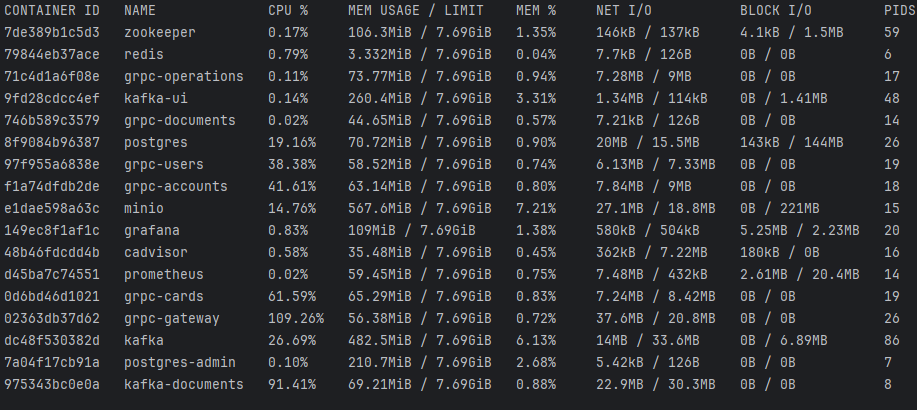 CONTAINER ID NAME CPU % MEM USAGE / LIMIT MEM % NET I/O BLOCK I/O PIDS
7de389b1c5d3 zookeeper 0.17% 106.3MiB / 7.69GiB 1.35% 146kB / 137kB 4.1kB / 1.5MB 59
79844eb37ace redis 0.79% 3.332MiB / 7.69GiB 0.04% 7.7kB / 126B 0B / 0B 6
71c4d1a6f08e grpc-operations 0.11% 73.77MiB / 7.69GiB 0.94% 7.28MB / 9MB 0B / 0B 17
9fd28cdcc4ef kafka-ui 0.14% 260.4MiB / 7.69GiB 3.31% 1.34MB / 114kB 0B / 1.41MB 48
746b589c3579 grpc-documents 0.02% 44.65MiB / 7.69GiB 0.57% 7.21kB / 126B 0B / 0B 14
8f9084b96387 postgres 19.16% 70.72MiB / 7.69GiB 0.90% 20MB / 15.5MB 143kB / 144MB 26
97f955a6838e grpc-users 38.38% 58.52MiB / 7.69GiB 0.74% 6.13MB / 7.33MB 0B / 0B 19
f1a74dfdb2de grpc-accounts 41.61% 63.14MiB / 7.69GiB 0.80% 7.84MB / 9MB 0B / 0B 18
e1dae598a63c minio 14.76% 567.6MiB / 7.69GiB 7.21% 27.1MB / 18.8MB 0B / 221MB 15
149ec8f1af1c grafana 0.83% 109MiB / 7.69GiB 1.38% 580kB / 504kB 5.25MB / 2.23MB 20
48b46fdcdd4b cadvisor 0.58% 35.48MiB / 7.69GiB 0.45% 362kB / 7.22MB 180kB / 0B 16
d45ba7c74551 prometheus 0.02% 59.45MiB / 7.69GiB 0.75% 7.48MB / 432kB 2.61MB / 20.4MB 14
0d6bd46d1021 grpc-cards 61.59% 65.29MiB / 7.69GiB 0.83% 7.24MB / 8.42MB 0B / 0B 19
02363db37d62 grpc-gateway 109.26% 56.38MiB / 7.69GiB 0.72% 37.6MB / 20.8MB 0B / 0B 26
dc48f530382d kafka 26.69% 482.5MiB / 7.69GiB 6.13% 14MB / 33.6MB 0B / 6.89MB 86
7a04f17cb91a postgres-admin 0.10% 210.7MiB / 7.69GiB 2.68% 5.42kB / 126B 0B / 0B 7
975343bc0e0a kafka-documents 91.41% 69.21MiB / 7.69GiB 0.88% 22.9MB / 30.3MB 0B / 0B 8